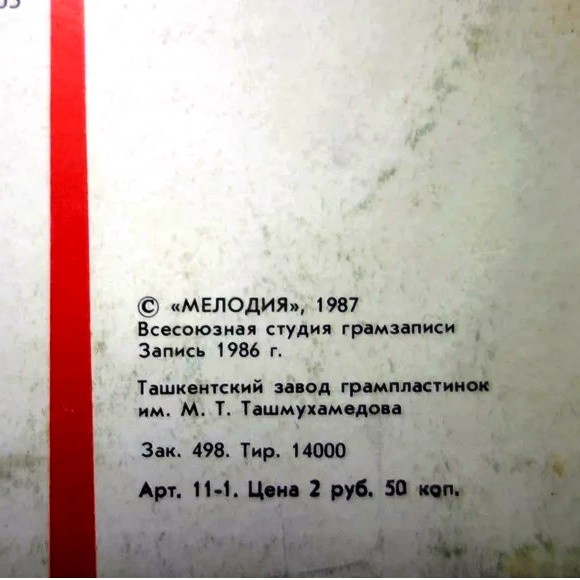 © «МЕЛОДИЯ», 1987
Всесоюзная студия грамзаписи
Запись 1986 г.
Ташкентский завод грампластинок
им. М. Т. Ташмухамедова
Зак. 498. Тир. 14000
Арт. 11-1. Цена 2 руб. 50 коп.